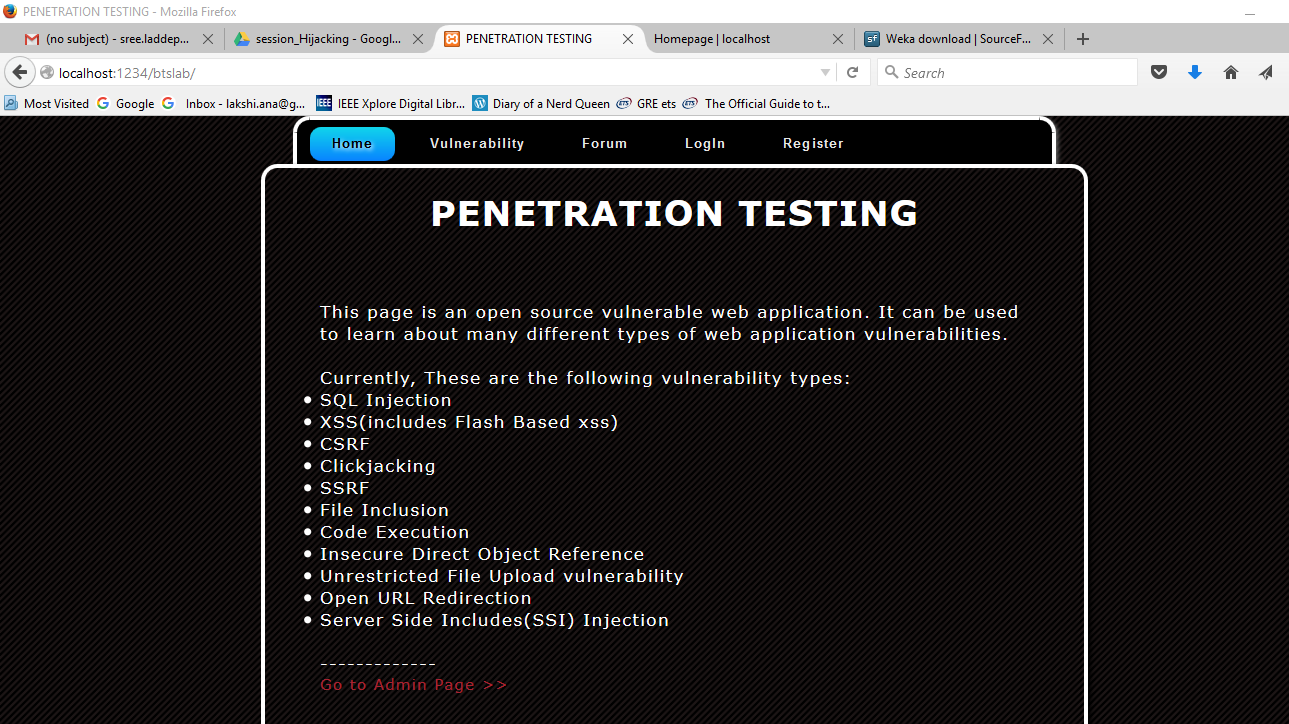 PENETRATION TESTING - Mozilla Firefox
(no subject) - sree.laddep... session_Hijacking - Googl... PENETRATION TESTING Homepage | localhost Weka download | SourceF...
localhost:1234/btslab/ Search
Most Visited Google Inbox - lakshi.ana@g... IEEE IEEE Xplore Digital Libr... Diary of a Nerd Queen ETS GRE ets ETS The Official Guide to t...
Home Vulnerability Forum LogIn Register
PENETRATION TESTING
This page is an open source vulnerable web application. It can be used
to learn about many different types of web application vulnerabilities.
Currently, These are the following vulnerability types:
• SQL Injection
• XSS(includes Flash Based xss)
• CSRF
• Clickjacking
• SSRF
• File Inclusion
• Code Execution
• Insecure Direct Object Reference
• Unrestricted File Upload vulnerability
• Open URL Redirection
• Server Side Includes(SSI) Injection
-------------
Go to Admin Page >>